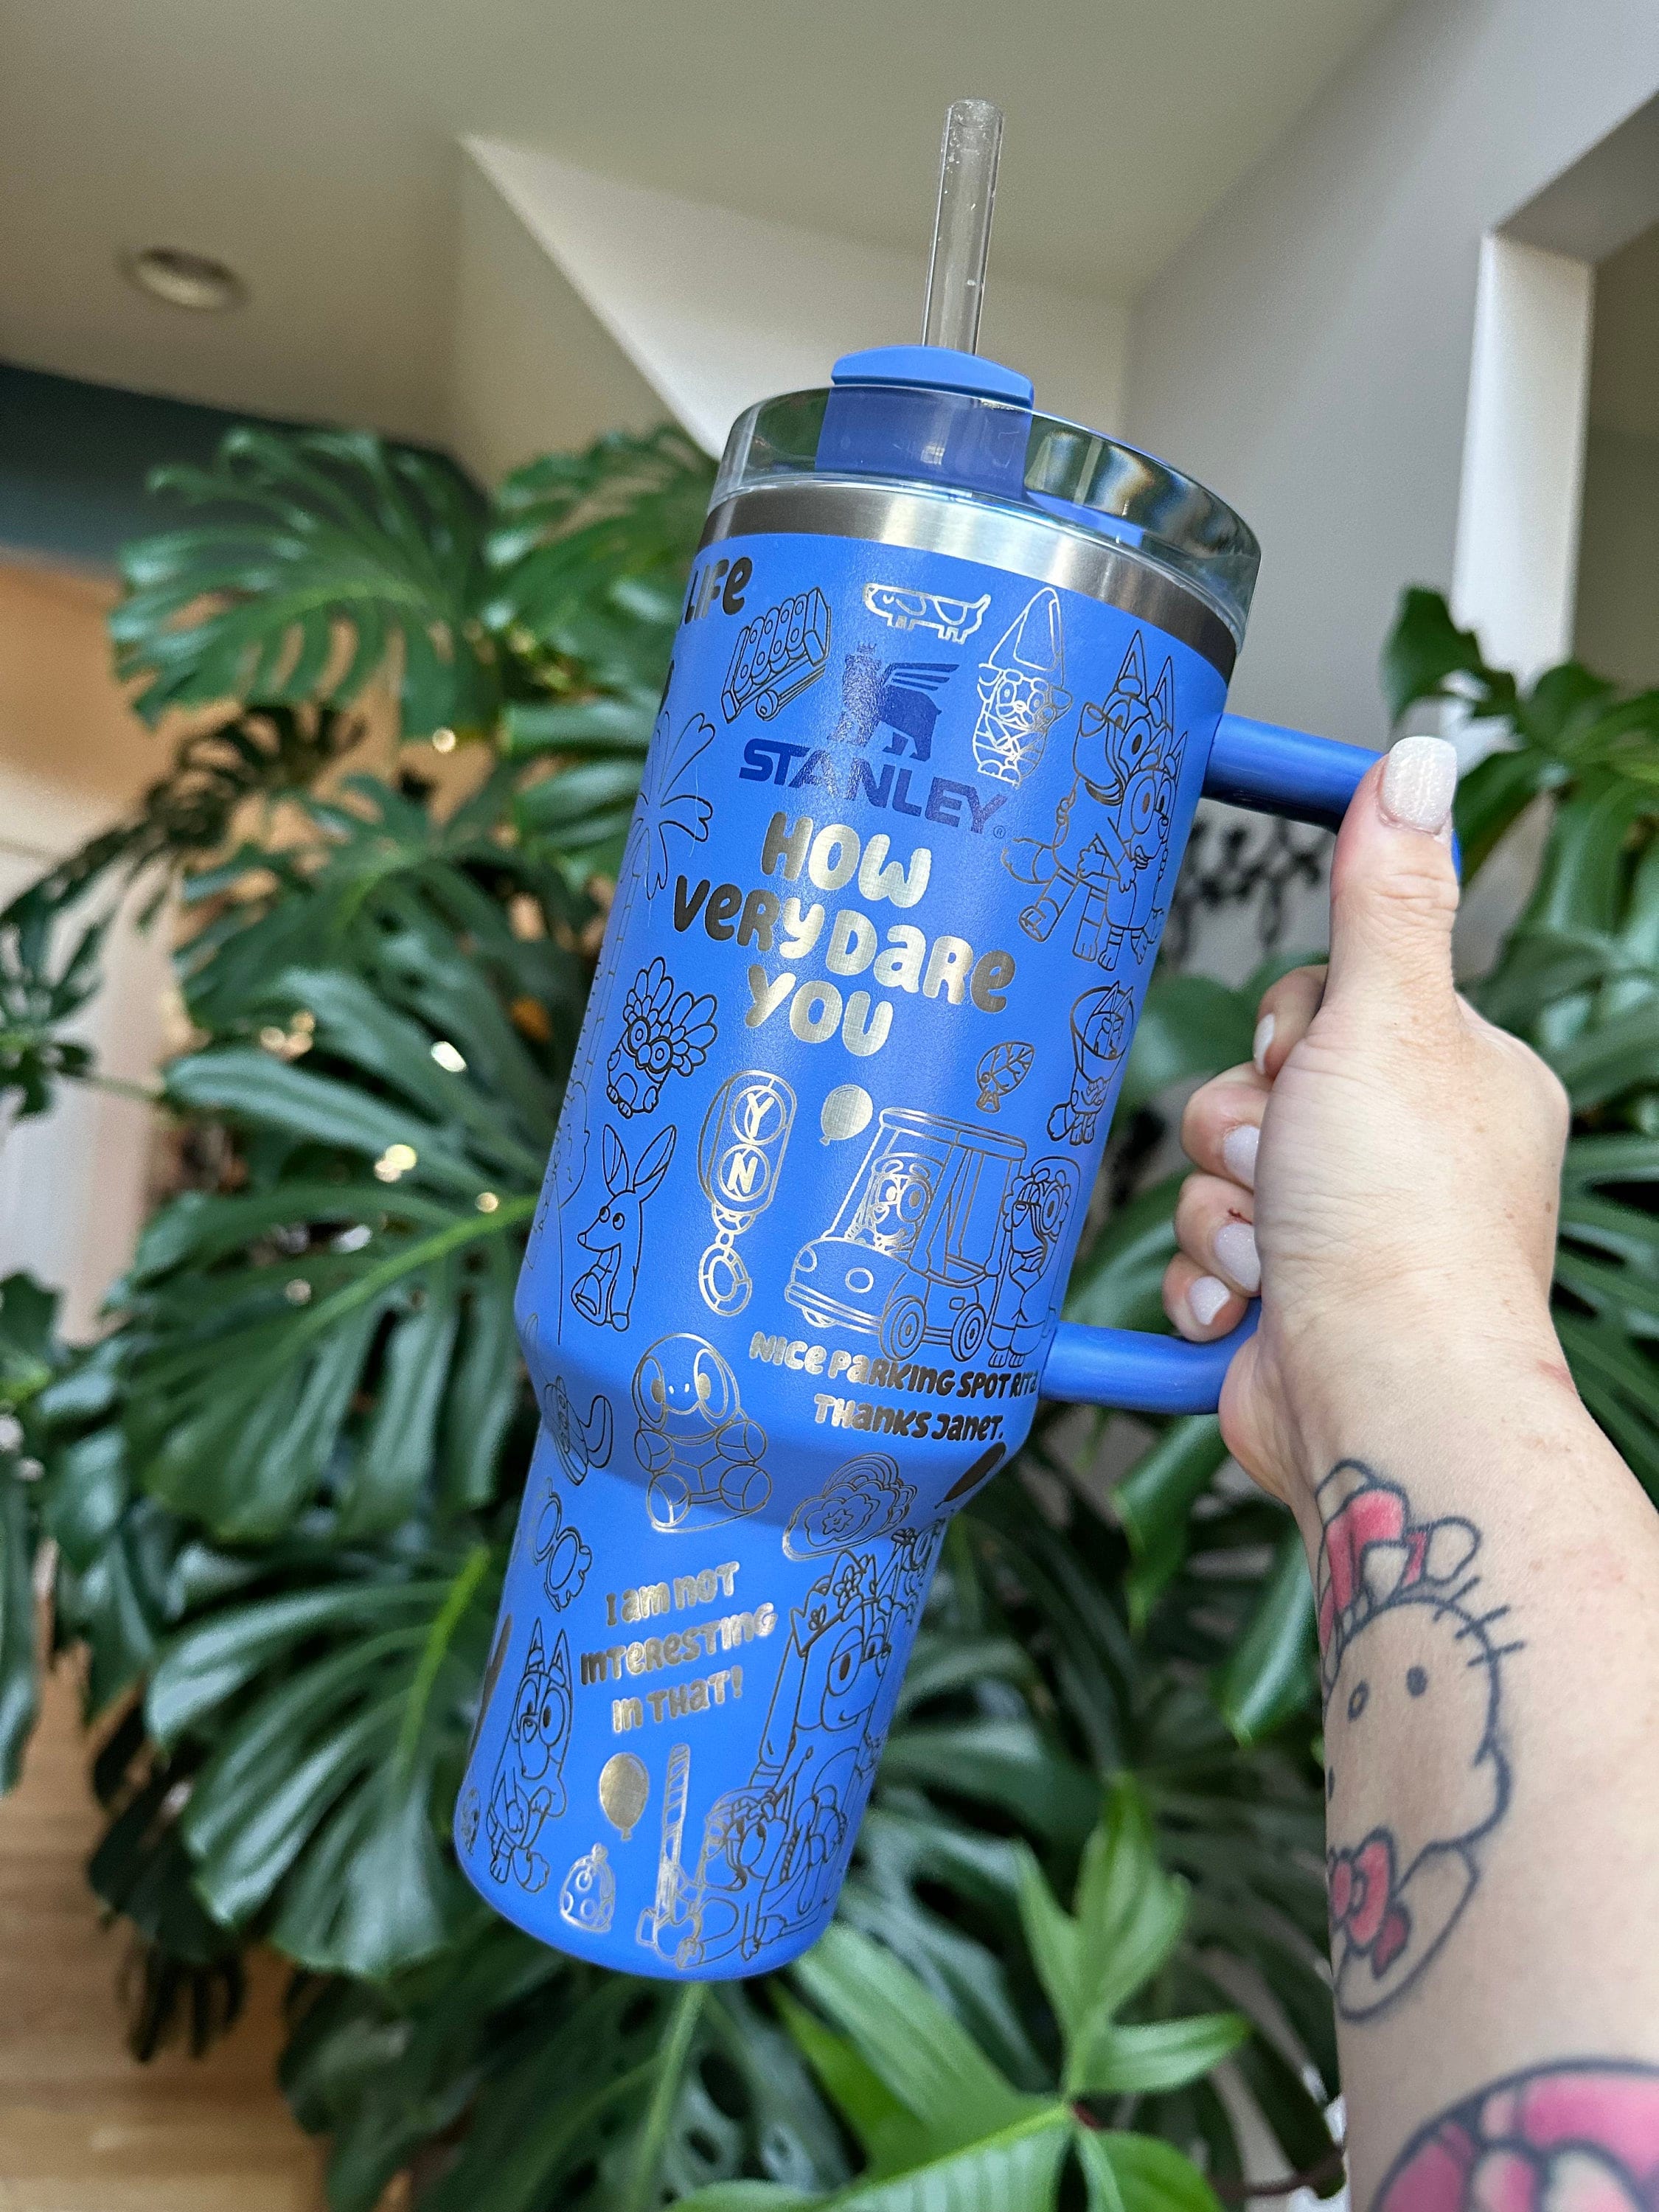 LIFE
STANLEY®
HOW
VERY DARE
YOU
Y
N
NICE PARKING SPOT RITA
THANKS JANET.
I AM NOT
INTERESTING
IN THAT!